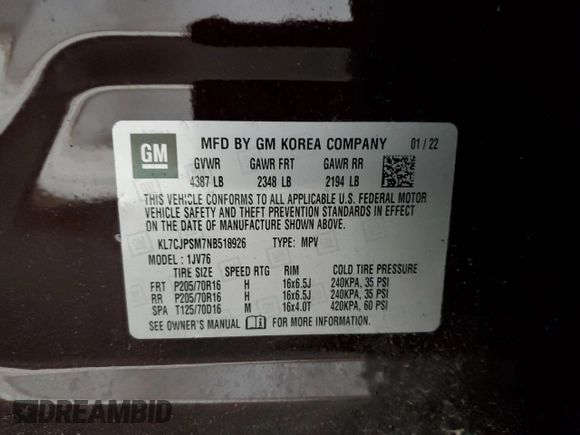 GM MFD BY GM KOREA COMPANY 01/22
GVWR GAWR FRT GAWR RR
4387 LB 2348 LB 2194 LB
THIS VEHICLE CONFORMS TO ALL APPLICABLE U.S. FEDERAL MOTOR
VEHICLE SAFETY AND THEFT PREVENTION STANDARDS IN EFFECT
ON THE DATE OF MANUFACTURE SHOWN ABOVE.
KL7CJPSM7NB518926 TYPE: MPV
MODEL: 1JV76
TIRE SIZE SPEED RTG RIM COLD TIRE PRESSURE
FRT P205/70R16 H 16x6.5J 240KPA, 35 PSI
RR P205/70R16 H 16x6.5J 240KPA, 35 PSI
SPA T125/70D16 M 16x4.0T 420KPA, 60 PSI
SEE OWNER'S MANUAL FOR MORE INFORMATION.
DREAMBID